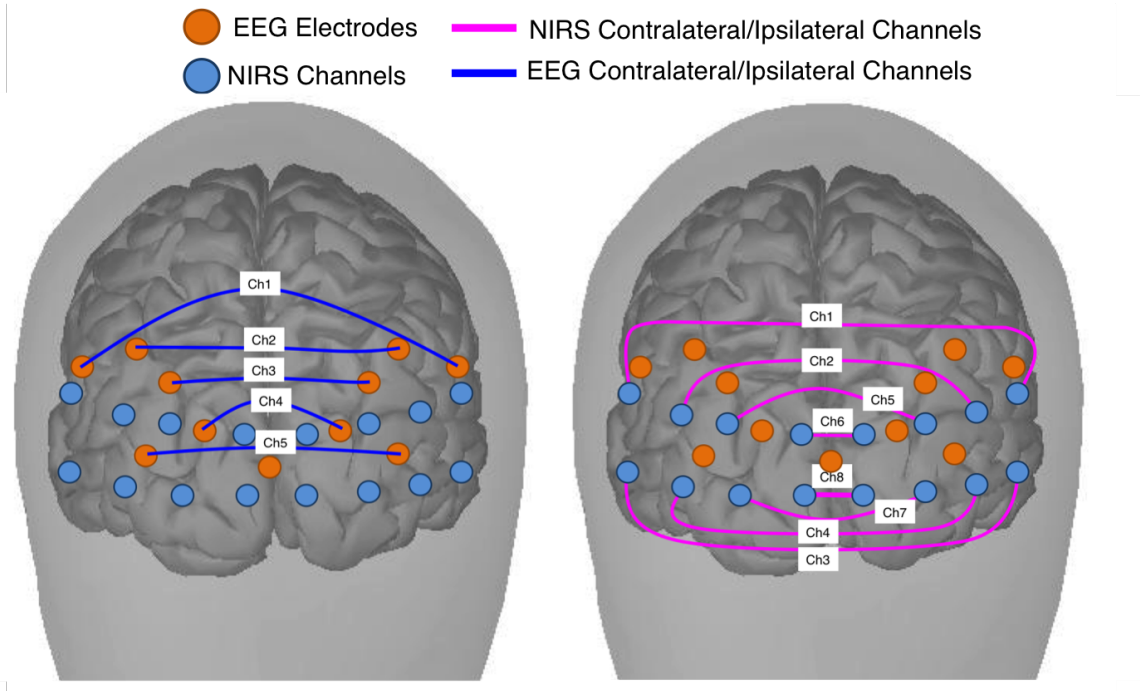 EEG Electrodes
NIRS Contralateral/Ipsilateral Channels
NIRS Channels
EEG Contralateral/Ipsilateral Channels
Ch1
Ch2
Ch3
Ch4
Ch5
Ch1
Ch2
Ch5
Ch6
Ch8
Ch7
Ch4
Ch3